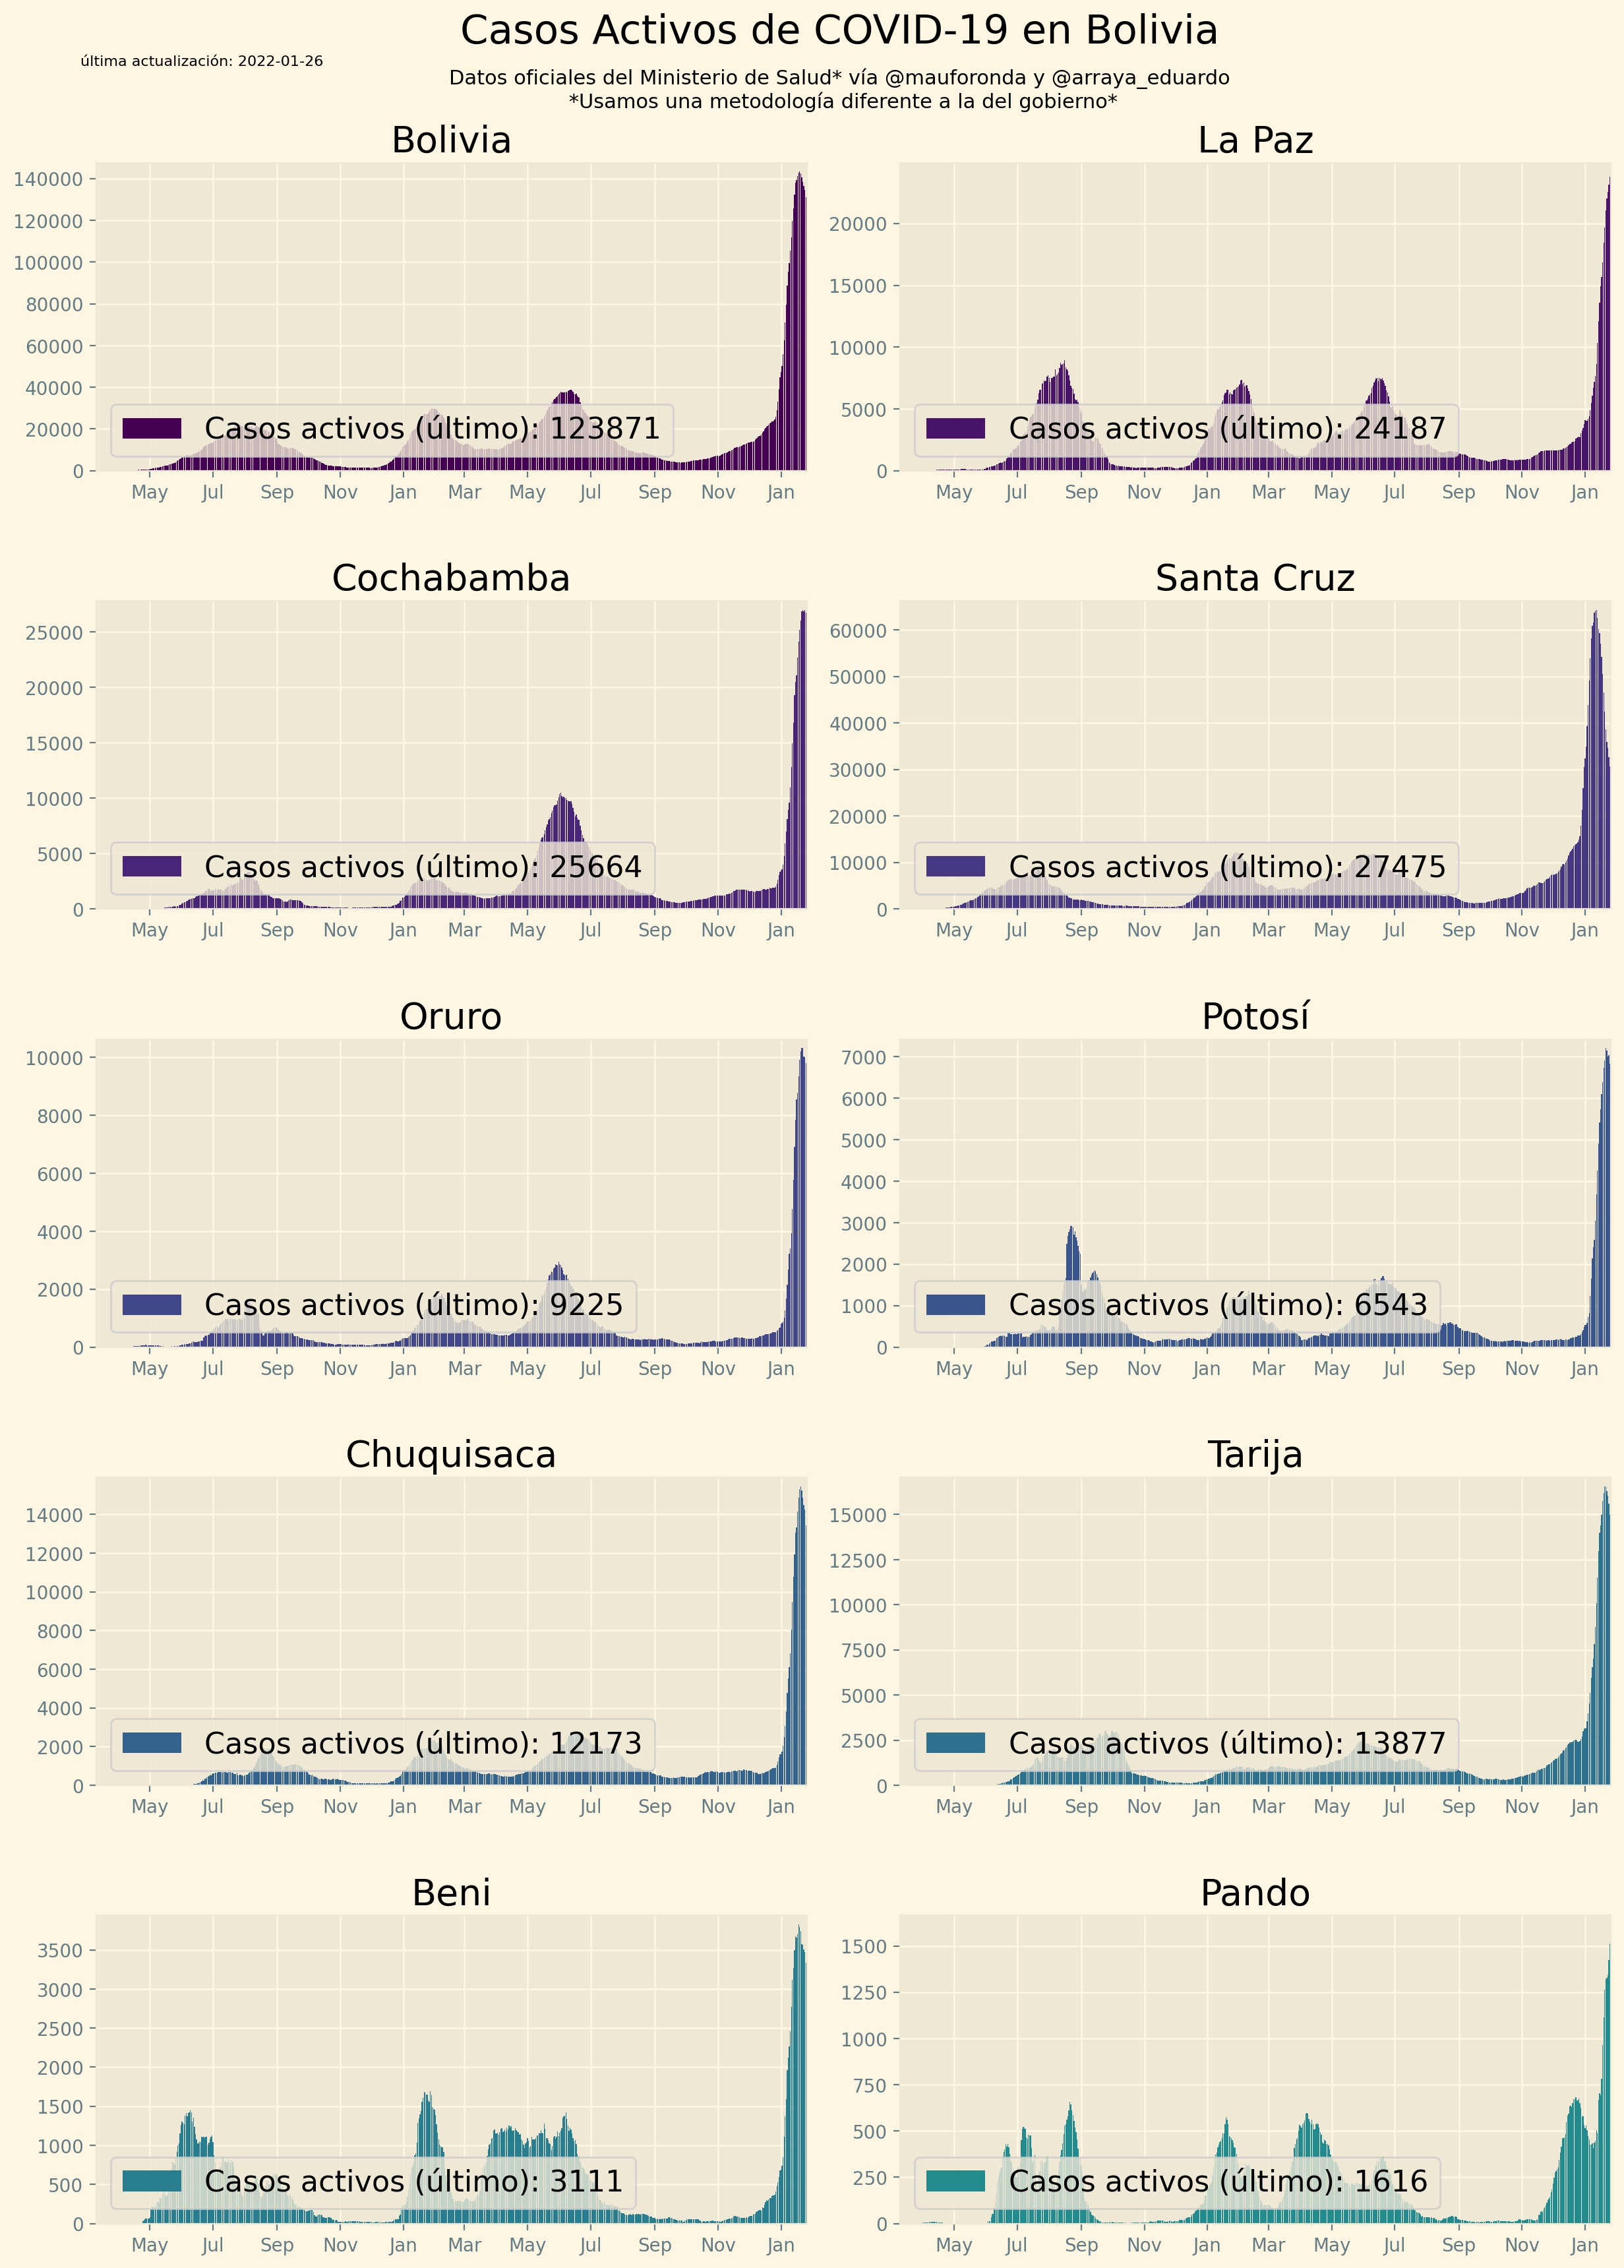 Casos Activos de COVID-19 en Bolivia
última actualización: 2022-01-26
Datos oficiales del Ministerio de Salud* vía @mauforonda y @arraya_eduardo
*Usamos una metodología diferente a la del gobierno*
Bolivia
140000
120000
100000
80000
60000
40000
20000
0
Casos activos (último): 123871
May Jul Sep Nov Jan Mar May Jul Sep Nov Jan
La Paz
20000
15000
10000
5000
0
Casos activos (último): 24187
May Jul Sep Nov Jan Mar May Jul Sep Nov Jan
Cochabamba
25000
20000
15000
10000
5000
0
Casos activos (último): 25664
May Jul Sep Nov Jan Mar May Jul Sep Nov Jan
Santa Cruz
60000
50000
40000
30000
20000
10000
0
Casos activos (último): 27475
May Jul Sep Nov Jan Mar May Jul Sep Nov Jan
Oruro
10000
8000
6000
4000
2000
0
Casos activos (último): 9225
May Jul Sep Nov Jan Mar May Jul Sep Nov Jan
Potosí
7000
6000
5000
4000
3000
2000
1000
0
Casos activos (último): 6543
May Jul Sep Nov Jan Mar May Jul Sep Nov Jan
Chuquisaca
14000
12000
10000
8000
6000
4000
2000
0
Casos activos (último): 12173
May Jul Sep Nov Jan Mar May Jul Sep Nov Jan
Tarija
15000
12500
10000
7500
5000
2500
0
Casos activos (último): 13877
May Jul Sep Nov Jan Mar May Jul Sep Nov Jan
Beni
3500
3000
2500
2000
1500
1000
500
0
Casos activos (último): 3111
May Jul Sep Nov Jan Mar May Jul Sep Nov Jan
Pando
1500
1250
1000
750
500
250
0
Casos activos (último): 1616
May Jul Sep Nov Jan Mar May Jul Sep Nov Jan